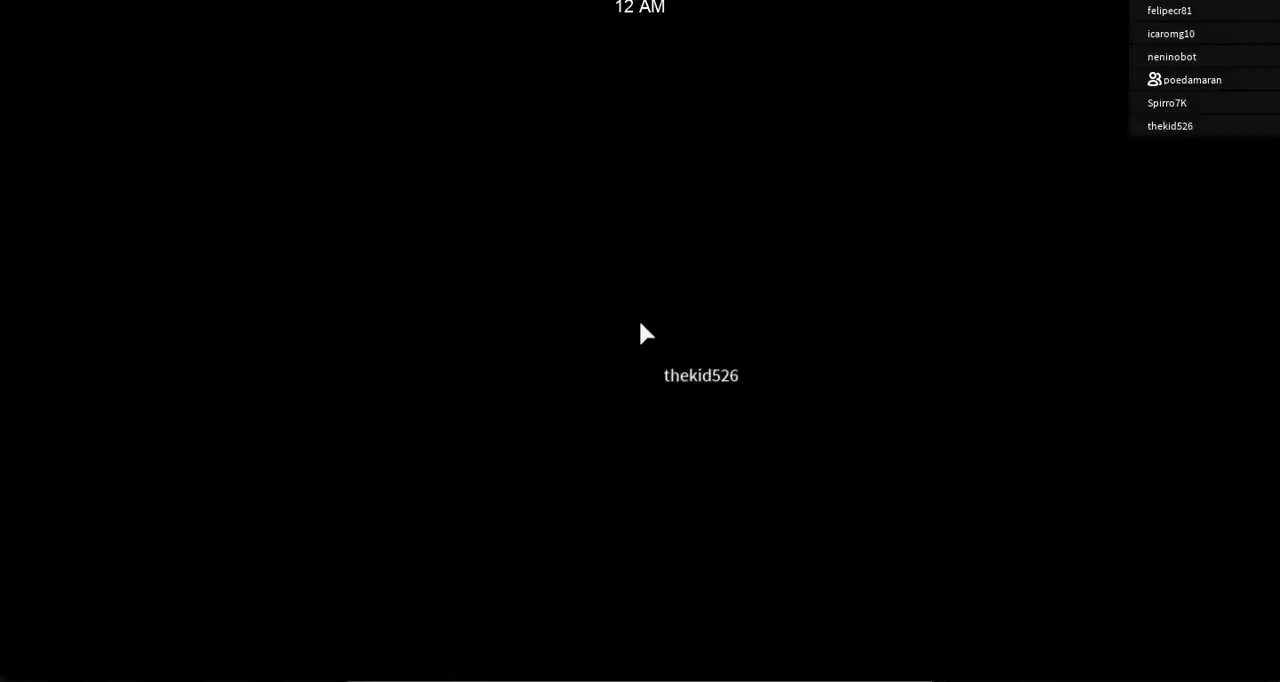 12 AM
felipecr81
icaromg10
neninobot
poedamaran
Spirro7K
thekid526
thekid526